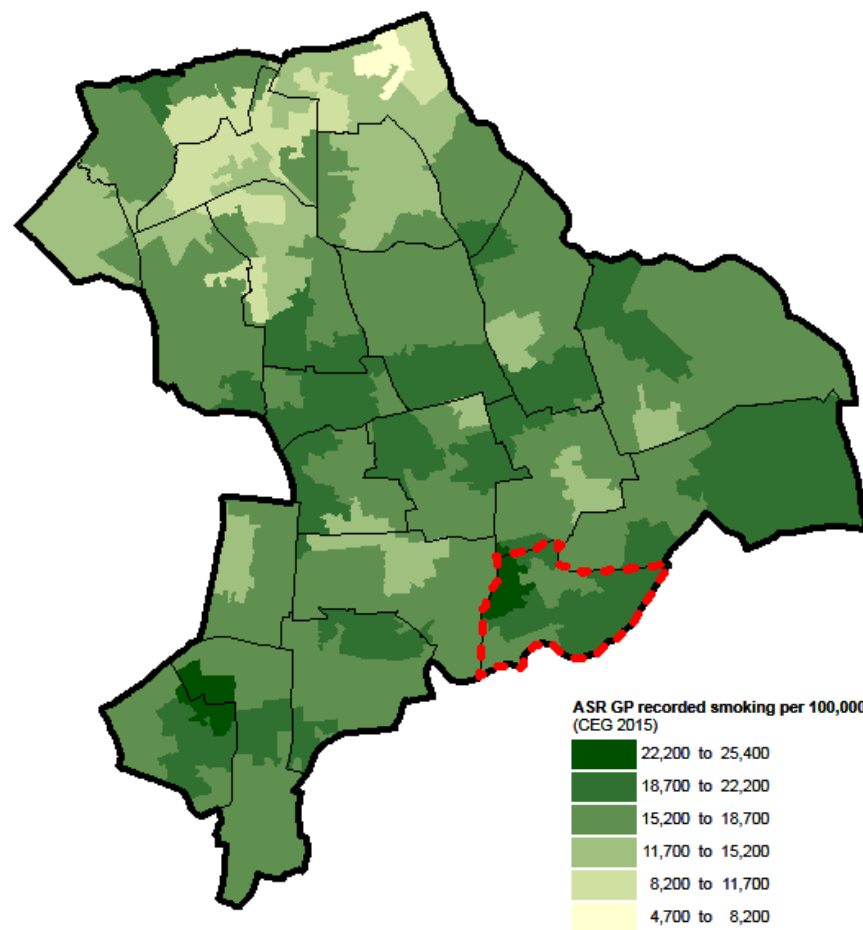 ASR GP recorded smoking per 100,000
(CEG 2015)
22,200 to 25,400
18,700 to 22,200
15,200 to 18,700
11,700 to 15,200
8,200 to 11,700
4,700 to 8,200